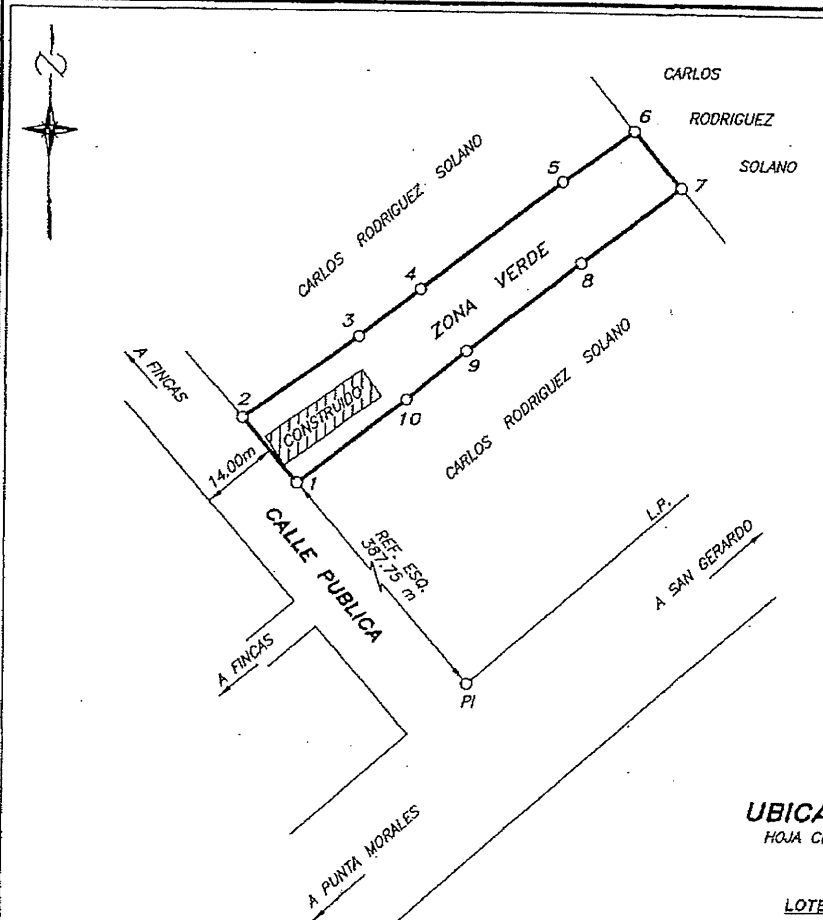 CARLOS
RODRIGUEZ
SOLANO
6
7
5
CARLOS RODRIGUEZ SOLANO
4
ZONA VERDE
8
3
9
A FINCAS
2
CONSTRUIDO
10
CARLOS RODRIGUEZ SOLANO
14.00m
1
CALLE PUBLICA
REF. ESQ.
387.75 m
L.P.
A SAN GERARDO
A FINCAS
PI
A PUNTA MORALES
UBICA
HOJA C
LOTE